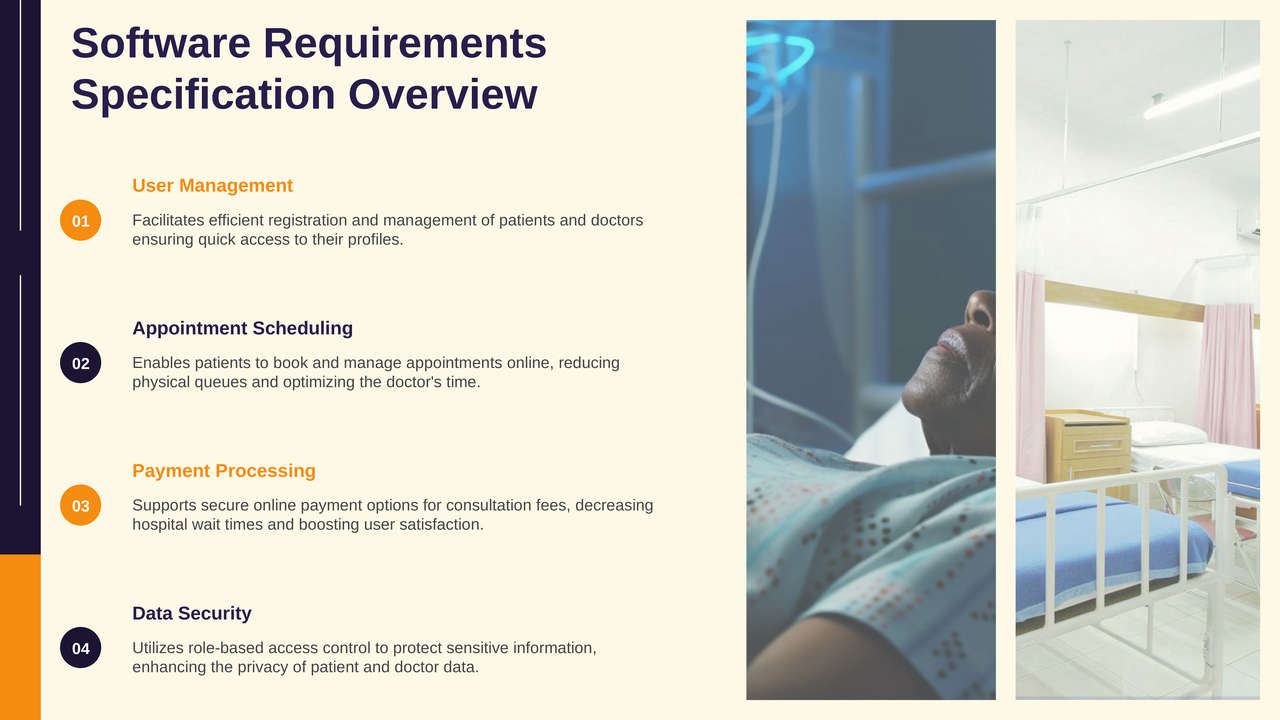 Software Requirements
Specification Overview
User Management
01
Facilitates efficient registration and management of patients and doctors
ensuring quick access to their profiles.
Appointment Scheduling
02
Enables patients to book and manage appointments online, reducing
physical queues and optimizing the doctor's time.
Payment Processing
03
Supports secure online payment options for consultation fees, decreasing
hospital wait times and boosting user satisfaction.
Data Security
04
Utilizes role-based access control to protect sensitive information,
enhancing the privacy of patient and doctor data.